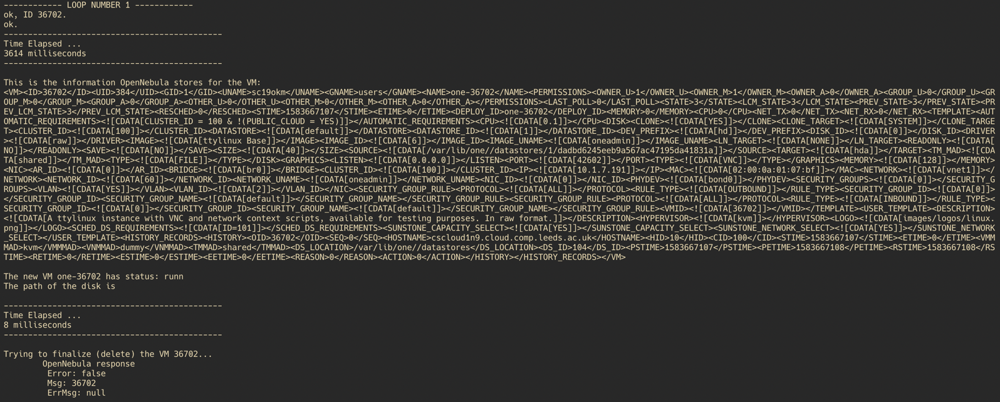 ------------ LOOP NUMBER 1 ------------
ok, ID 36702.
ok.
---------------------------------------------
Time Elapsed ...
3614 milliseconds
---------------------------------------------

This is the information OpenNebula stores for the VM:
<VM><ID>36702</ID><UID>384</UID><GID>1</GID><UNAME>sc19okm</UNAME><GNAME>users</GNAME><NAME>one-36702</NAME><PERMISSIONS><OWNER_U>1</OWNER_U><OWNER_M>1</OWNER_M><OWNER_A>0</OWNER_A><GROUP_U>0</GROUP_U><GR
OUP_M>0</GROUP_M><GROUP_A>0</GROUP_A><OTHER_U>0</OTHER_U><OTHER_M>0</OTHER_M><OTHER_A>0</OTHER_A></PERMISSIONS><LAST_POLL>0</LAST_POLL><STATE>3</STATE><LCM_STATE>3</LCM_STATE><PREV_STATE>3</PREV_STATE><PR
EV_LCM_STATE>3</PREV_LCM_STATE><RESCHED>0</RESCHED><STIME>1583667107</STIME><ETIME>0</ETIME><DEPLOY_ID>one-36702</DEPLOY_ID><MEMORY>0</MEMORY><CPU>0</CPU><NET_TX>0</NET_TX><NET_RX>0</NET_RX><TEMPLATE><AUT
OMATIC_REQUIREMENTS><![CDATA[CLUSTER_ID = 100 & !(PUBLIC_CLOUD = YES)]]></AUTOMATIC_REQUIREMENTS><CPU><![CDATA[0.1]]></CPU><DISK><CLONE><![CDATA[YES]]></CLONE><CLONE_TARGET><![CDATA[SYSTEM]]></CLONE_TARGE
T><CLUSTER_ID><![CDATA[100]]></CLUSTER_ID><DATASTORE><![CDATA[default]]></DATASTORE><DATASTORE_ID><![CDATA[1]]></DATASTORE_ID><DEV_PREFIX><![CDATA[hd]]></DEV_PREFIX><DISK_ID><![CDATA[0]]></DISK_ID><DRIVER
><![CDATA[raw]]></DRIVER><IMAGE><![CDATA[ttylinux Base]]></IMAGE><IMAGE_ID><![CDATA[6]]></IMAGE_ID><IMAGE_UNAME><![CDATA[oneadmin]]></IMAGE_UNAME><LN_TARGET><![CDATA[NONE]]></LN_TARGET><READONLY><![CDATA[
NO]]></READONLY><SAVE><![CDATA[NO]]></SAVE><SIZE><![CDATA[40]]></SIZE><SOURCE><![CDATA[/var/lib/one//datastores/1/dadbd6245eeb9a567ac47195da41831a]]></SOURCE><TARGET><![CDATA[hda]]></TARGET><TM_MAD><![CDA
TA[shared]]></TM_MAD><TYPE><![CDATA[FILE]]></TYPE></DISK><GRAPHICS><LISTEN><![CDATA[0.0.0.0]]></LISTEN><PORT><![CDATA[42602]]></PORT><TYPE><![CDATA[VNC]]></TYPE></GRAPHICS><MEMORY><![CDATA[128]]></MEMORY>
<NIC><AR_ID><![CDATA[0]]></AR_ID><BRIDGE><![CDATA[br0]]></BRIDGE><CLUSTER_ID><![CDATA[100]]></CLUSTER_ID><IP><![CDATA[10.1.7.191]]></IP><MAC><![CDATA[02:00:0a:01:07:bf]]></MAC><NETWORK><![CDATA[vnet1]]></
NETWORK><NETWORK_ID><![CDATA[60]]></NETWORK_ID><NETWORK_UNAME><![CDATA[oneadmin]]></NETWORK_UNAME><NIC_ID><![CDATA[0]]></NIC_ID><PHYDEV><![CDATA[bond0]]></PHYDEV><SECURITY_GROUPS><![CDATA[0]]></SECURITY_G
ROUPS><VLAN><![CDATA[YES]]></VLAN><VLAN_ID><![CDATA[2]]></VLAN_ID></NIC><SECURITY_GROUP_RULE><PROTOCOL><![CDATA[ALL]]></PROTOCOL><RULE_TYPE><![CDATA[OUTBOUND]]></RULE_TYPE><SECURITY_GROUP_ID><![CDATA[0]]>
</SECURITY_GROUP_ID><SECURITY_GROUP_NAME><![CDATA[default]]></SECURITY_GROUP_NAME></SECURITY_GROUP_RULE><SECURITY_GROUP_RULE><PROTOCOL><![CDATA[ALL]]></PROTOCOL><RULE_TYPE><![CDATA[INBOUND]]></RULE_TYPE><
SECURITY_GROUP_ID><![CDATA[0]]></SECURITY_GROUP_ID><SECURITY_GROUP_NAME><![CDATA[default]]></SECURITY_GROUP_NAME></SECURITY_GROUP_RULE><VMID><![CDATA[36702]]></VMID></TEMPLATE><USER_TEMPLATE><DESCRIPTION>
<![CDATA[A ttylinux instance with VNC and network context scripts, available for testing purposes. In raw format.]]></DESCRIPTION><HYPERVISOR><![CDATA[kvm]]></HYPERVISOR><LOGO><![CDATA[images/logos/linux.
png]]></LOGO><SCHED_DS_REQUIREMENTS><![CDATA[ID=101]]></SCHED_DS_REQUIREMENTS><SUNSTONE_CAPACITY_SELECT><![CDATA[YES]]></SUNSTONE_CAPACITY_SELECT><SUNSTONE_NETWORK_SELECT><![CDATA[YES]]></SUNSTONE_NETWORK
_SELECT></USER_TEMPLATE><HISTORY_RECORDS><HISTORY><OID>36702</OID><SEQ>0</SEQ><HOSTNAME>cscloud1n9.cloud.comp.leeds.ac.uk</HOSTNAME><HID>10</HID><CID>100</CID><STIME>1583667107</STIME><ETIME>0</ETIME><VMM
MAD>kvm</VMMMAD><VNMMAD>dummy</VNMMAD><TMMAD>shared</TMMAD><DS_LOCATION>/var/lib/one//datastores</DS_LOCATION><DS_ID>104</DS_ID><PSTIME>1583667107</PSTIME><PETIME>1583667108</PETIME><RSTIME>1583667108</RS
TIME><RETIME>0</RETIME><ESTIME>0</ESTIME><EETIME>0</EETIME><REASON>0</REASON><ACTION>0</ACTION></HISTORY></HISTORY_RECORDS></VM>

The new VM one-36702 has status: runn
The path of the disk is

---------------------------------------------
Time Elapsed ...
8 milliseconds
---------------------------------------------

Trying to finalize (delete) the VM 36702...
        OpenNebula response
         Error: false
         Msg: 36702
         ErrMsg: null